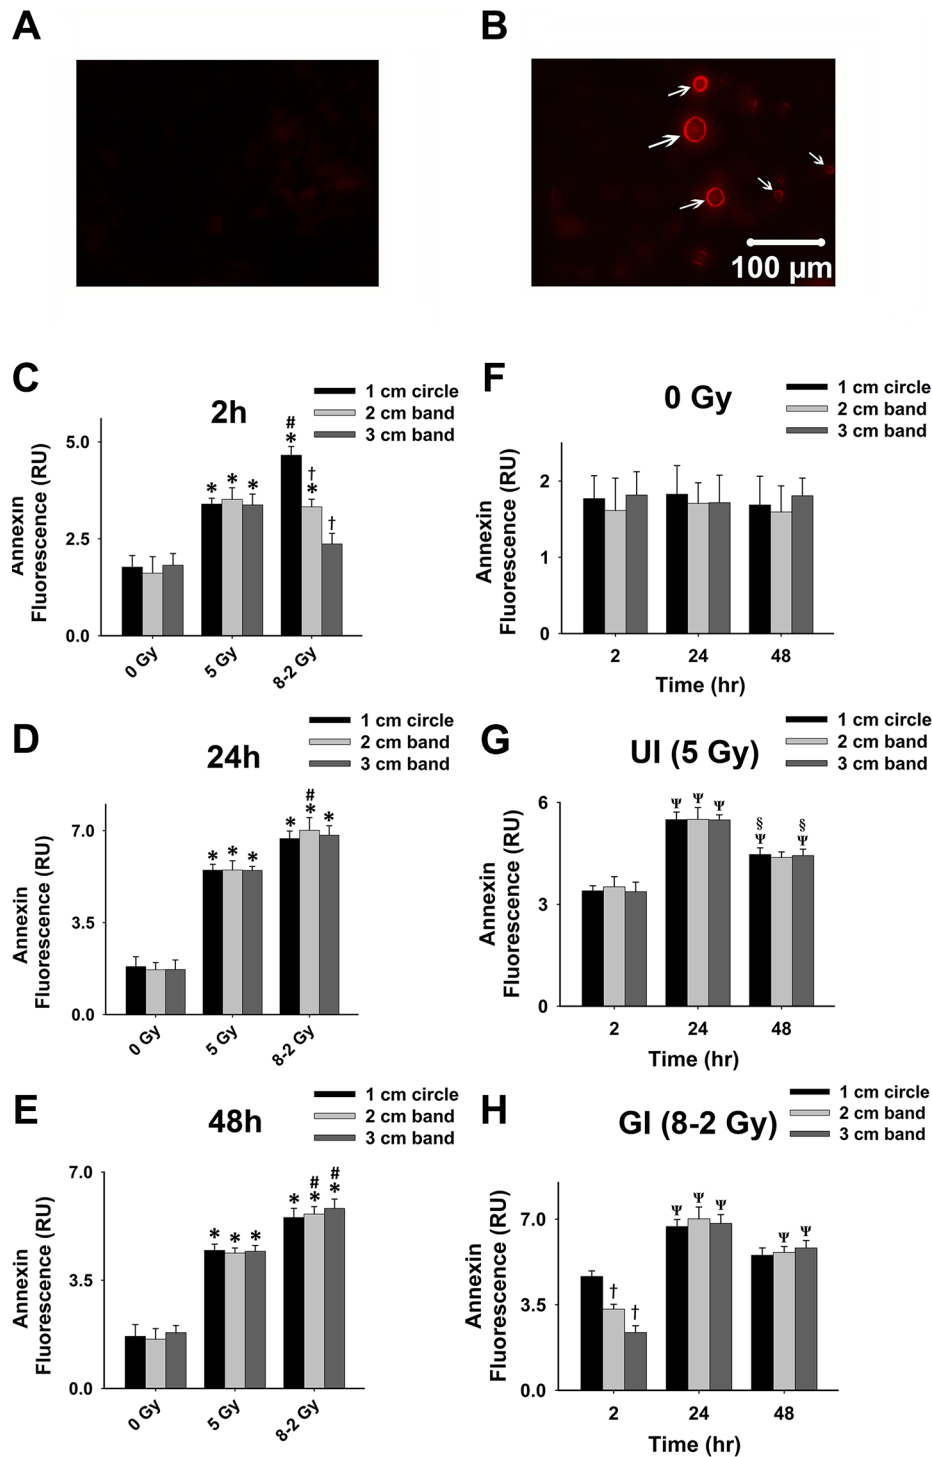 A
B
100 µm
C
2h
1 cm circle
2 cm band
3 cm band
Annexin
Fluorescence (RU)
5.0
2.5
0.0
# *
* * *
† *
†
0 Gy
5 Gy
8-2 Gy
F
0 Gy
1 cm circle
2 cm band
3 cm band
Annexin
Fluorescence (RU)
2
1
0
2 24 48
Time (hr)
D
24h
1 cm circle
2 cm band
3 cm band
Annexin
Fluorescence (RU)
7.0
3.5
0.0
#
* * *
* * *
0 Gy
5 Gy
8-2 Gy
G
UI (5 Gy)
1 cm circle
2 cm band
3 cm band
Annexin
Fluorescence (RU)
6
3
0
Ψ Ψ Ψ
§ §
Ψ Ψ
2 24 48
Time (hr)
E
48h
1 cm circle
2 cm band
3 cm band
Annexin
Fluorescence (RU)
7.0
3.5
0.0
# #
* * *
* * *
0 Gy
5 Gy
8-2 Gy
H
GI (8-2 Gy)
1 cm circle
2 cm band
3 cm band
Annexin
Fluorescence (RU)
7.0
3.5
0.0
† †
Ψ Ψ Ψ
Ψ Ψ
2 24 48
Time (hr)